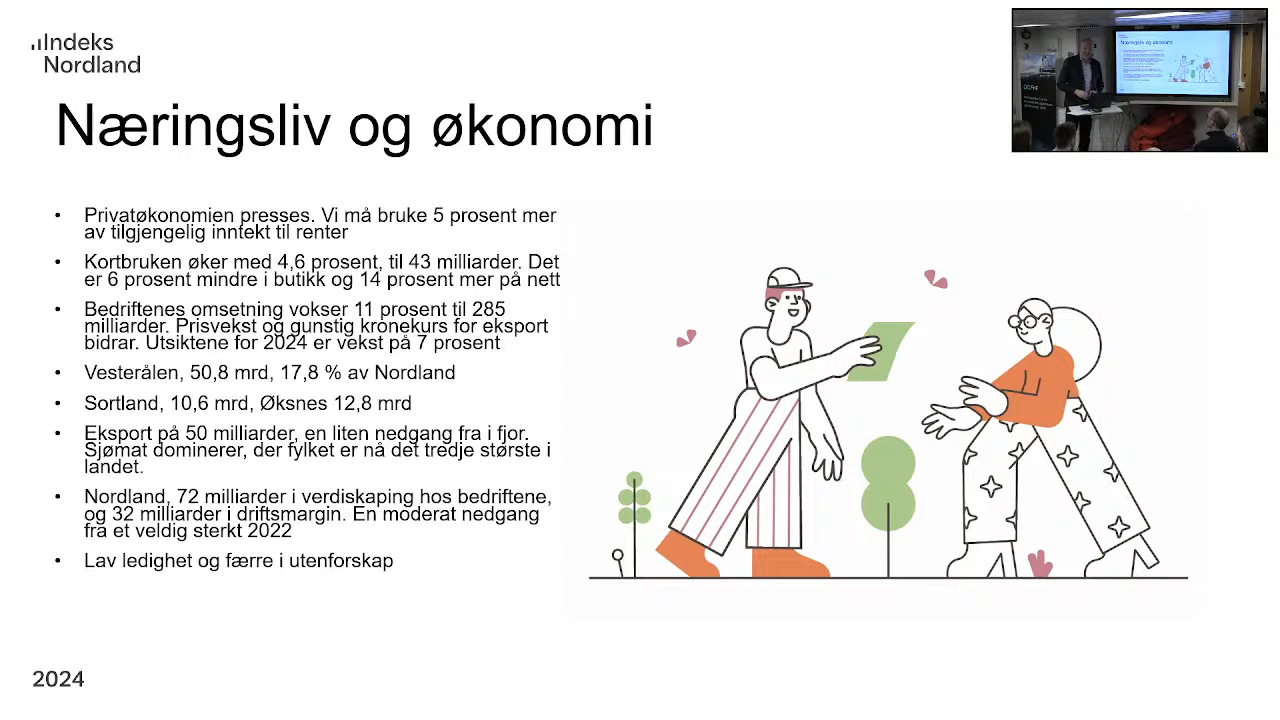 Indeks
Nordland
Næringsliv og økonomi
• Privatøkonomien presses. Vi må bruke 5 prosent mer
av tilgjengelig inntekt til renter
• Kortbruken øker med 4,6 prosent, til 43 milliarder. Det
er 6 prosent mindre i butikk og 14 prosent mer på nett
• Bedriftenes omsetning vokser 11 prosent til 285
milliarder. Prisvekst og gunstig kronekurs for eksport
bidrar. Utsiktene for 2024 er vekst på 7 prosent
• Vesterålen, 50,8 mrd, 17,8 % av Nordland
• Sortland, 10,6 mrd, Øksnes 12,8 mrd
• Eksport på 50 milliarder, en liten nedgang fra i fjor.
Sjømat dominerer, der fylket er nå det tredje største i
landet.
• Nordland, 72 milliarder i verdiskaping hos bedriftene,
og 32 milliarder i driftsmargin. En moderat nedgang
fra et veldig sterkt 2022
• Lav ledighet og færre i utenforskap
2024
Næringsliv og økonomi